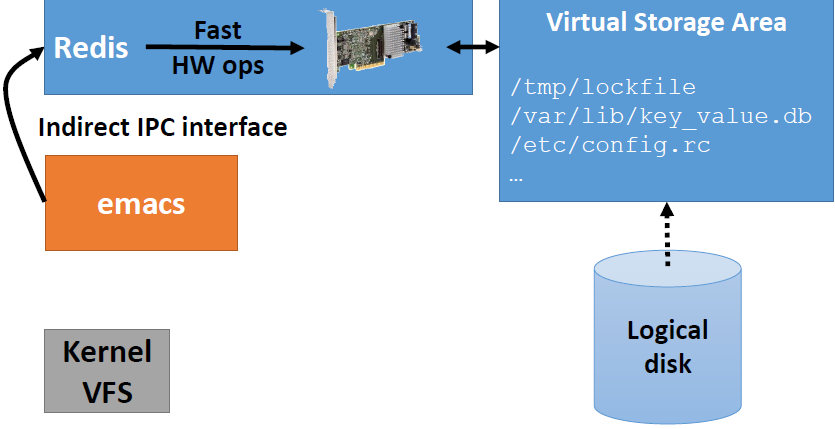 Redis
Fast
HW ops
Virtual Storage Area
/tmp/lockfile
/var/lib/key_value.db
/etc/config.rc
…
Indirect IPC interface
emacs
Kernel
VFS
Logical
disk